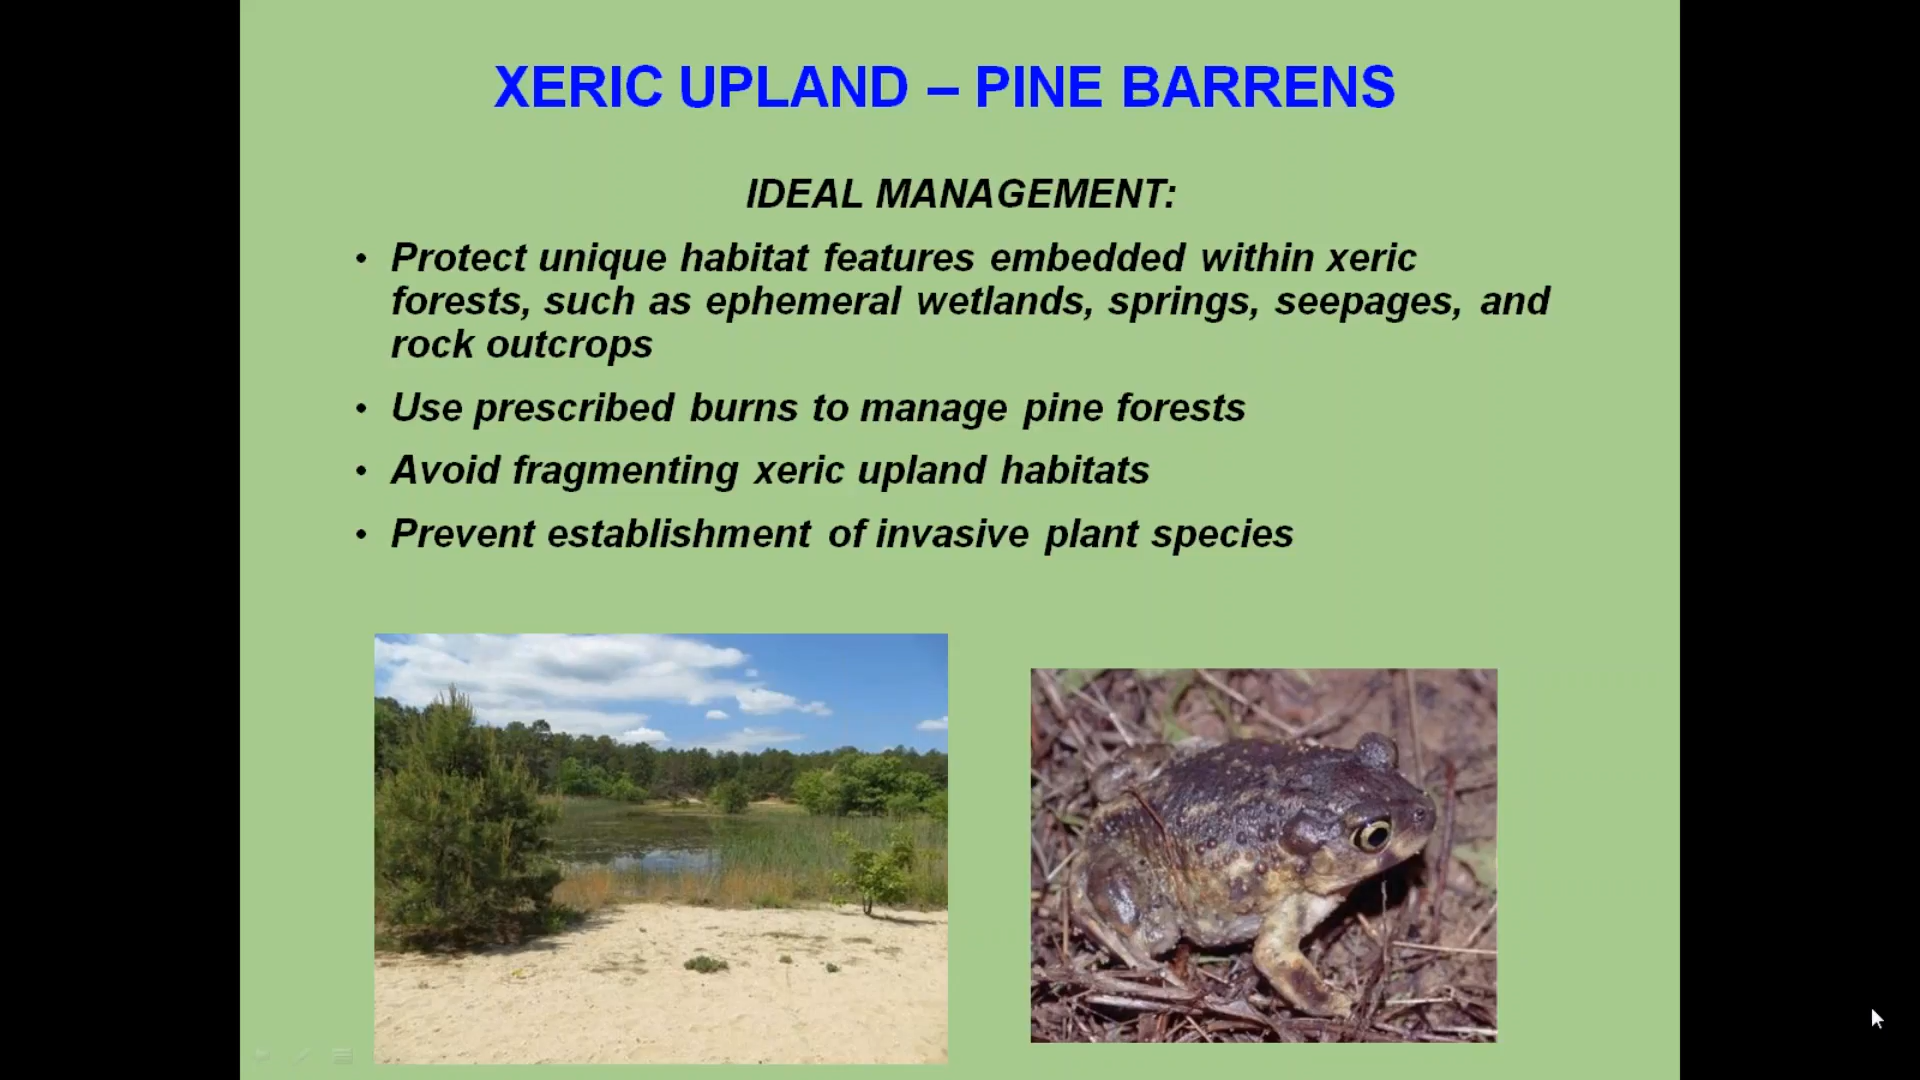 XERIC UPLAND – PINE BARRENS
IDEAL MANAGEMENT:
• Protect unique habitat features embedded within xeric
forests, such as ephemeral wetlands, springs, seepages, and
rock outcrops
• Use prescribed burns to manage pine forests
• Avoid fragmenting xeric upland habitats
• Prevent establishment of invasive plant species